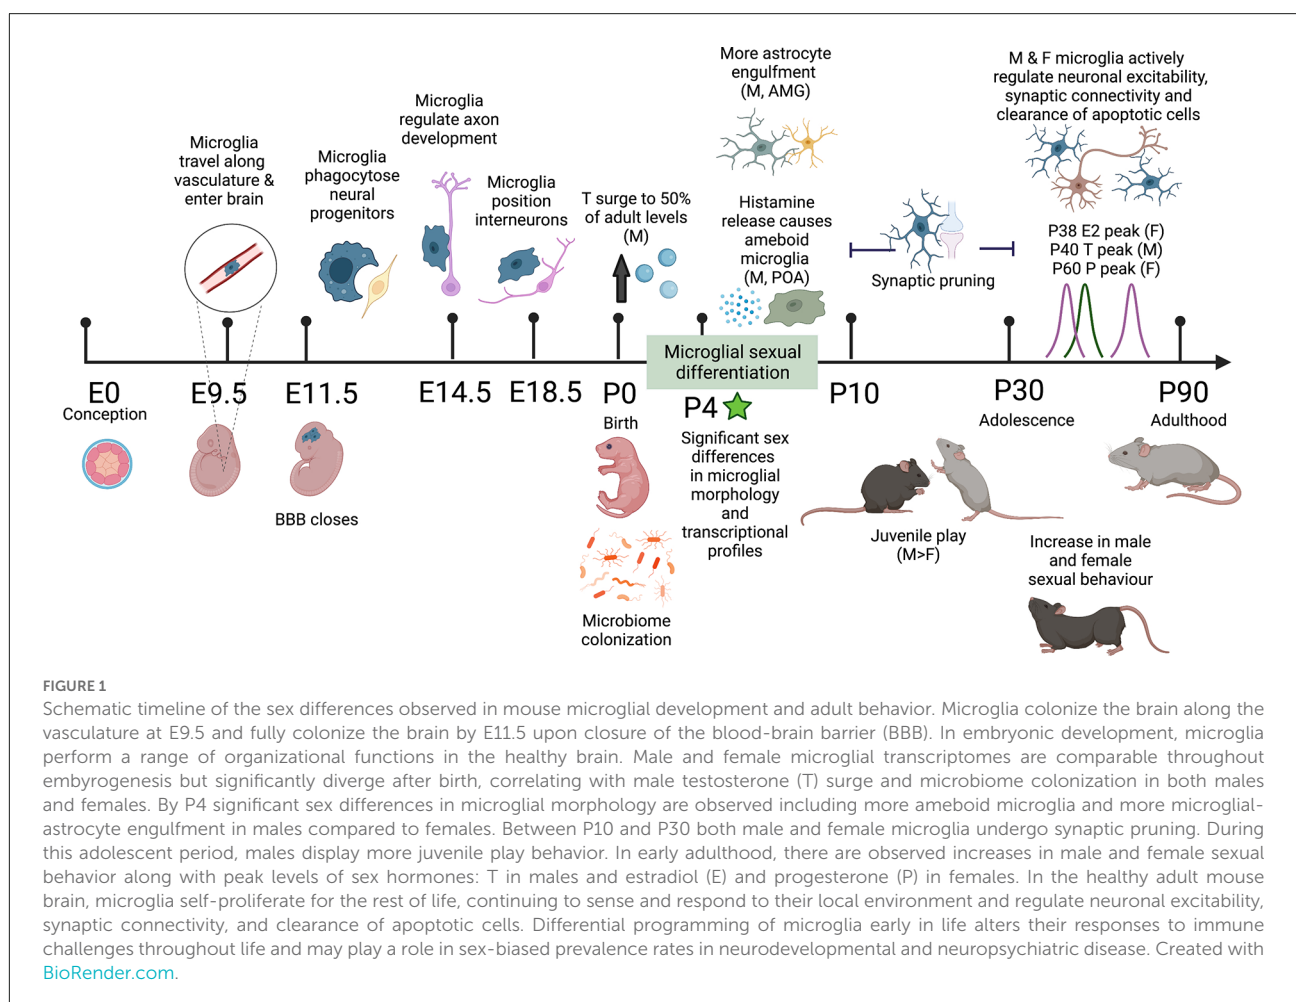 More astrocyte
engulfment
(M, AMG)
M & F microglia actively
regulate neuronal excitability,
synaptic connectivity and
clearance of apoptotic cells
Microglia
regulate axon
development
Microglia
travel along
vasculature &
enter brain
Microglia
phagocytose
neural
progenitors
Microglia
position
interneurons
T surge to 50%
of adult levels
(M)
Histamine
release causes
ameboid
microglia
(M, POA)
Synaptic pruning
P38 E2 peak (F)
P40 T peak (M)
P60 P peak (F)
Microglial sexual
differentiation
E0
Conception
E9.5
E11.5
BBB closes
E14.5
E18.5
P0
Birth
Microbiome
colonization
P4
Significant sex
differences
in microglial
morphology
and
transcriptional
profiles
P10
Juvenile play
(M>F)
P30
Adolescence
Increase in male
and female
sexual behaviour
P90
Adulthood
FIGURE 1
Schematic timeline of the sex differences observed in mouse microglial development and adult behavior. Microglia colonize the brain along the
vasculature at E9.5 and fully colonize the brain by E11.5 upon closure of the blood-brain barrier (BBB). In embryonic development, microglia
perform a range of organizational functions in the healthy brain. Male and female microglial transcriptomes are comparable throughout
embyrogenesis but significantly diverge after birth, correlating with male testosterone (T) surge and microbiome colonization in both males
and females. By P4 significant sex differences in microglial morphology are observed including more ameboid microglia and more microglial-
astrocyte engulfment in males compared to females. Between P10 and P30 both male and female microglia undergo synaptic pruning. During
this adolescent period, males display more juvenile play behavior. In early adulthood, there are observed increases in male and female sexual
behavior along with peak levels of sex hormones: T in males and estradiol (E) and progesterone (P) in females. In the healthy adult mouse
brain, microglia self-proliferate for the rest of life, continuing to sense and respond to their local environment and regulate neuronal excitability,
synaptic connectivity, and clearance of apoptotic cells. Differential programming of microglia early in life alters their responses to immune
challenges throughout life and may play a role in sex-biased prevalence rates in neurodevelopmental and neuropsychiatric disease. Created with
BioRender.com.